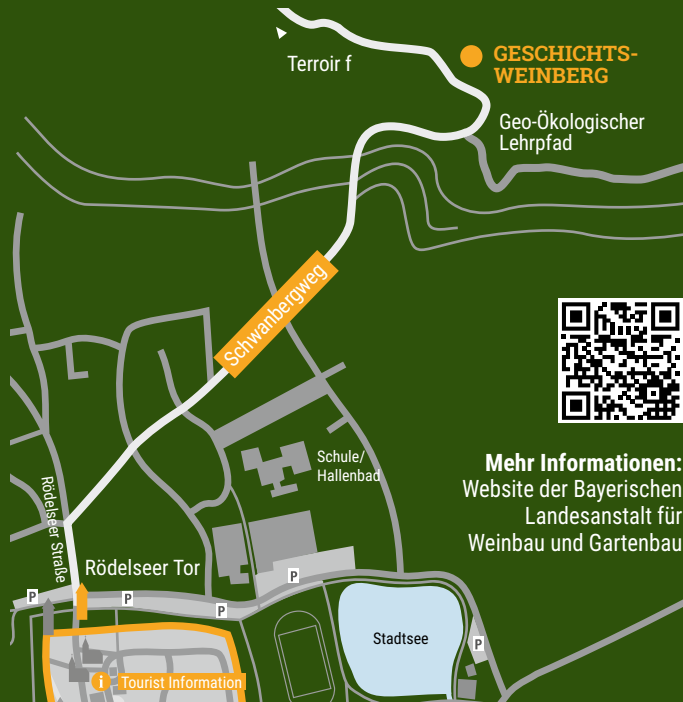 Terroir f
GESCHICHTS-
WEINBERG
Geo-Ökologischer
Lehrpfad
Schwanbergweg
Schule/
Hallenbad
Mehr Informationen:
Website der Bayerischen
Landesanstalt für
Weinbau und Gartenbau
Rödelseer Straße
Rödelseer Tor
P
P
P
P
P
Stadtsee
i Tourist Information